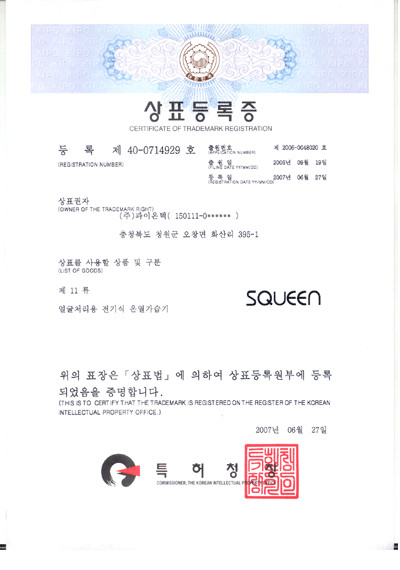 상표등록증
CERTIFICATE OF TRADEMARK REGISTRATION
등 록 제 40-0714929 호
(REGISTRATION NUMBER)
출원번호 제 2006-0048020 호
(APPLICATION NUMBER)
출 원 일 2006년 09월 19일
(FILING DATE:YY/MM/DD)
등 록 일 2007년 06월 27일
(REGISTRATION DATE:YY/MM/DD)
상표권자
(OWNER OF THE TRADEMARK RIGHT)
(주)파이온텍( 150111-0****** )
충청북도 청원군 오창면 화산리 395-1
상표를 사용할 상품 및 구분
(LIST OF GOODS)
제 11 류
얼굴처리용 전기식 온열가습기
SQUEEN
위의 표장은「상표법」에 의하여 상표등록원부에 등록
되었음을 증명합니다.
(THIS IS TO CERTIFY THAT THE TRADEMARK IS REGISTERED ON THE REGISTER OF THE KOREAN
INTELLECTUAL PROPERTY OFFICE.)
2007년 06월 27일
특 허 청 장
COMMISSIONER, THE KOREAN INTELLECTUAL PROPERTY